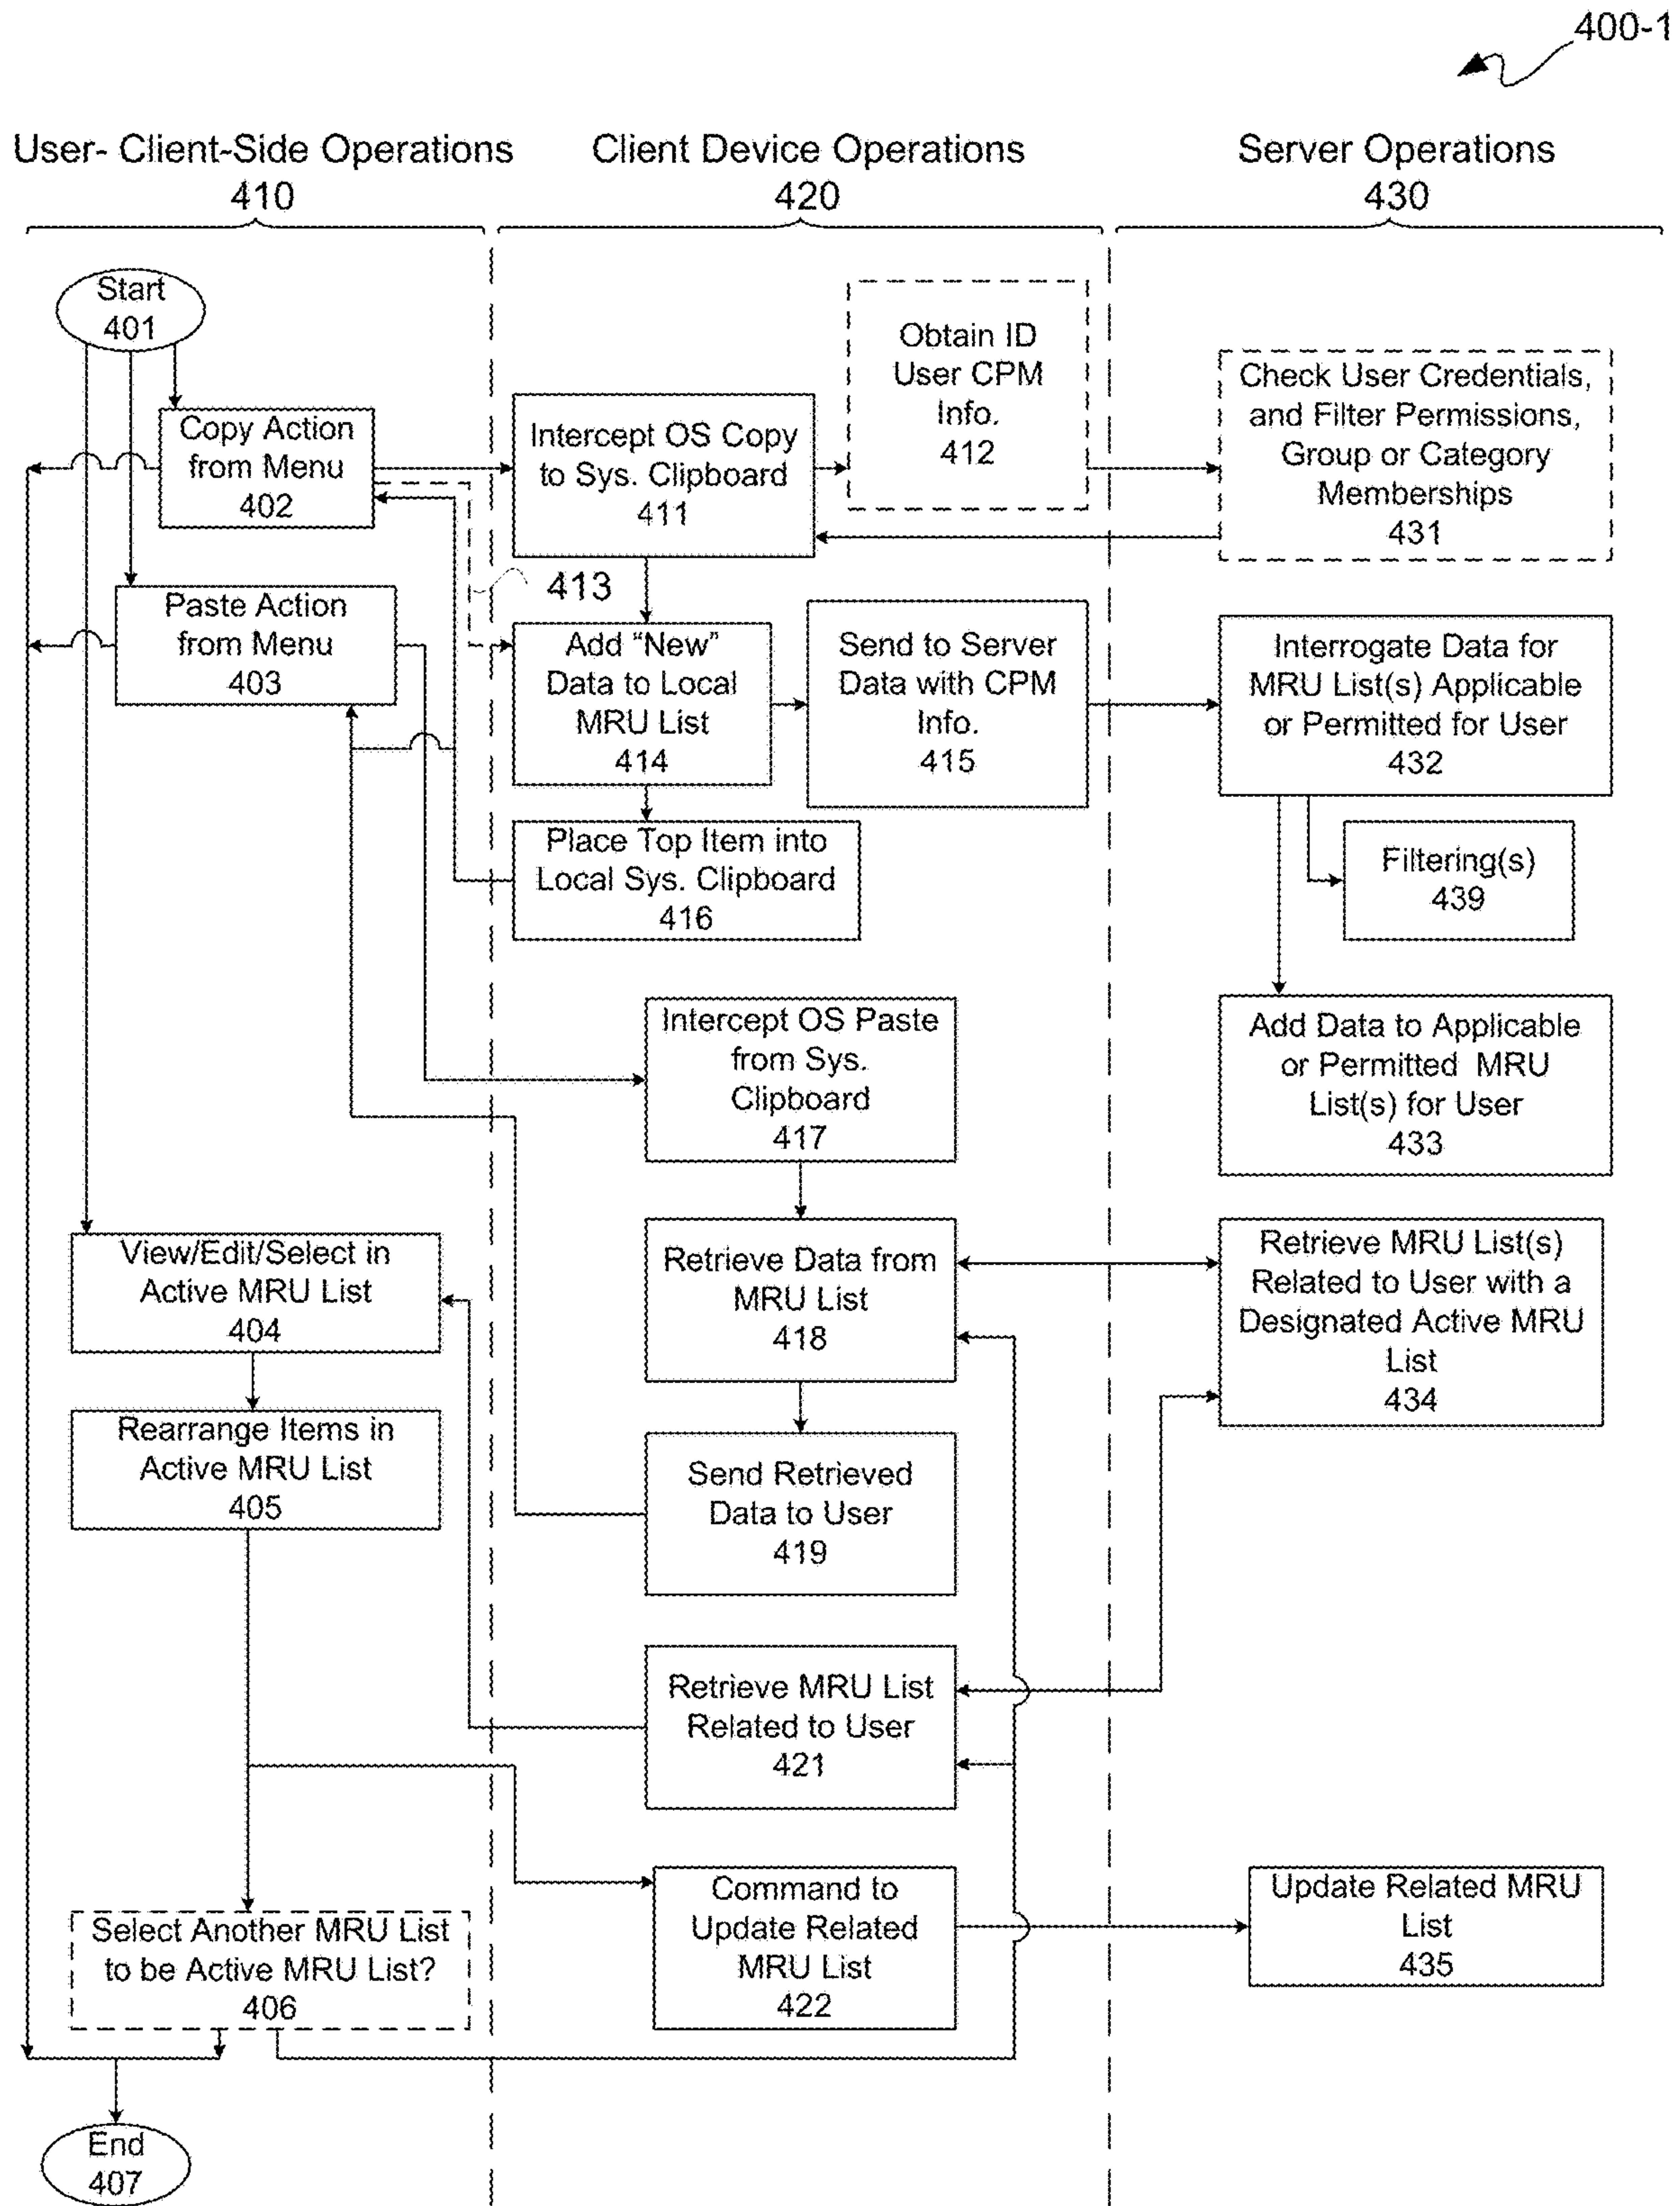 400-1
User- Client-Side Operations
410
Client Device Operations
420
Server Operations
430
Start
401
Copy Action
from Menu
402
Paste Action
from Menu
403
View/Edit/Select in
Active MRU List
404
Rearrange Items in
Active MRU List
405
Select Another MRU List
to be Active MRU List?
406
End
407
Intercept OS Copy
to Sys. Clipboard
411
Obtain ID
User CPM
Info.
412
413
Add “New”
Data to Local
MRU List
414
Send to Server
Data with CPM
Info.
415
Place Top Item into
Local Sys. Clipboard
416
Intercept OS Paste
from Sys.
Clipboard
417
Retrieve Data from
MRU List
418
Send Retrieved
Data to User
419
Retrieve MRU List
Related to User
421
Command to
Update Related
MRU List
422
Check User Credentials,
and Filter Permissions,
Group or Category
Memberships
431
Interrogate Data for
MRU List(s) Applicable
or Permitted for User
432
Filtering(s)
439
Add Data to Applicable
or Permitted MRU
List(s) for User
433
Retrieve MRU List(s)
Related to User with a
Designated Active MRU
List
434
Update Related MRU
List
435